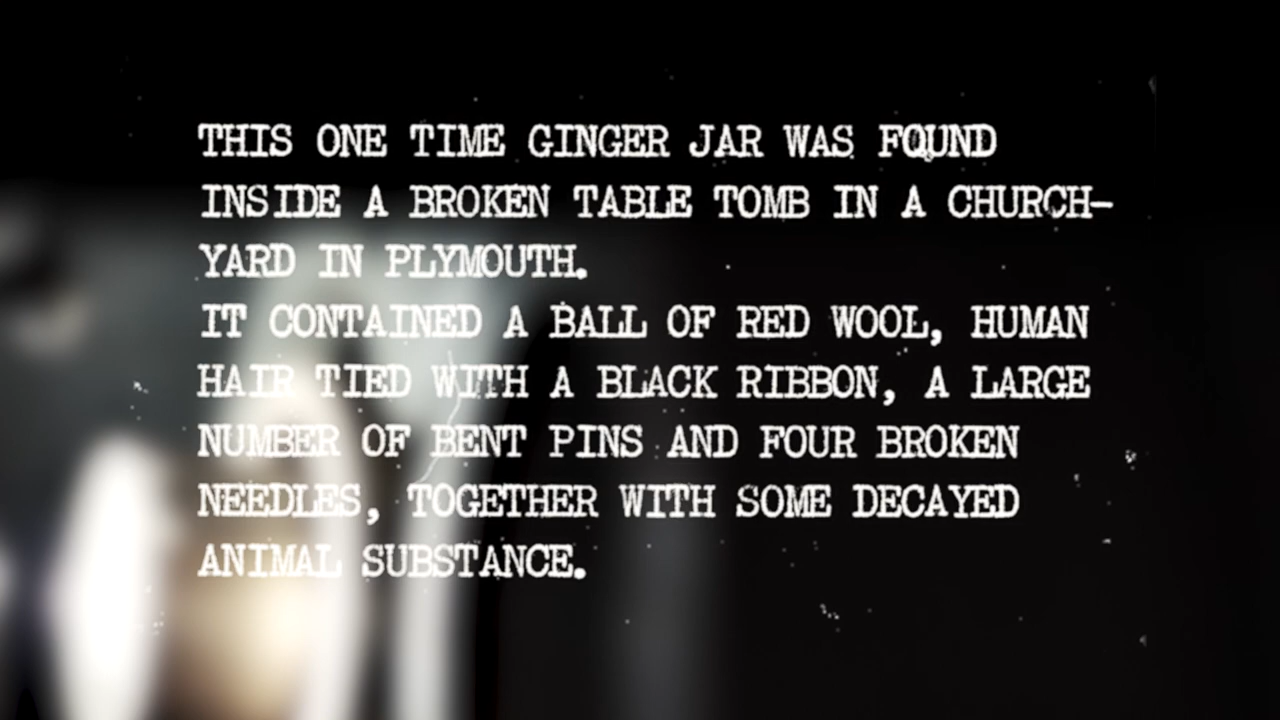 THIS ONE TIME GINGER JAR WAS FOUND
INSIDE A BROKEN TABLE TOMB IN A CHURCH-
YARD IN PLYMOUTH.
IT CONTAINED A BALL OF RED WOOL, HUMAN
HAIR TIED WITH A BLACK RIBBON, A LARGE
NUMBER OF BENT PINS AND FOUR BROKEN
NEEDLES, TOGETHER WITH SOME DECAYED
ANIMAL SUBSTANCE.